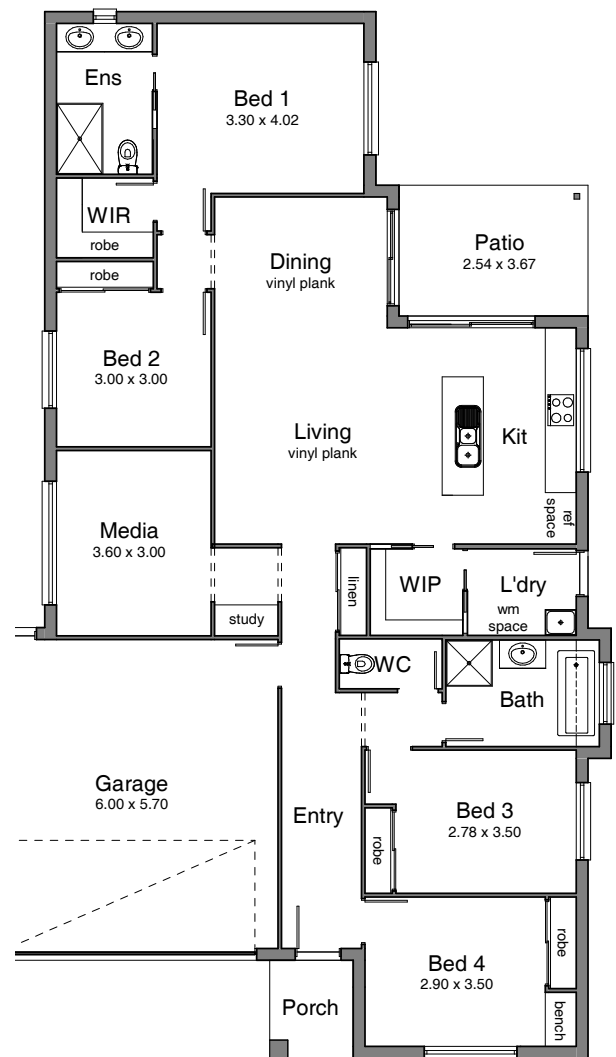 Ens
Bed 1
3.30 x 4.02
WIR
robe
robe
Dining
vinyl plank
Patio
2.54 x 3.67
Bed 2
3.00 x 3.00
Living
vinyl plank
Kit
ref
space
Media
3.60 x 3.00
study
linen
WIP
L'dry
wm
space
WC
Bath
Garage
6.00 x 5.70
Entry
Bed 3
2.78 x 3.50
robe
Bed 4
2.90 x 3.50
robe
bench
Porch